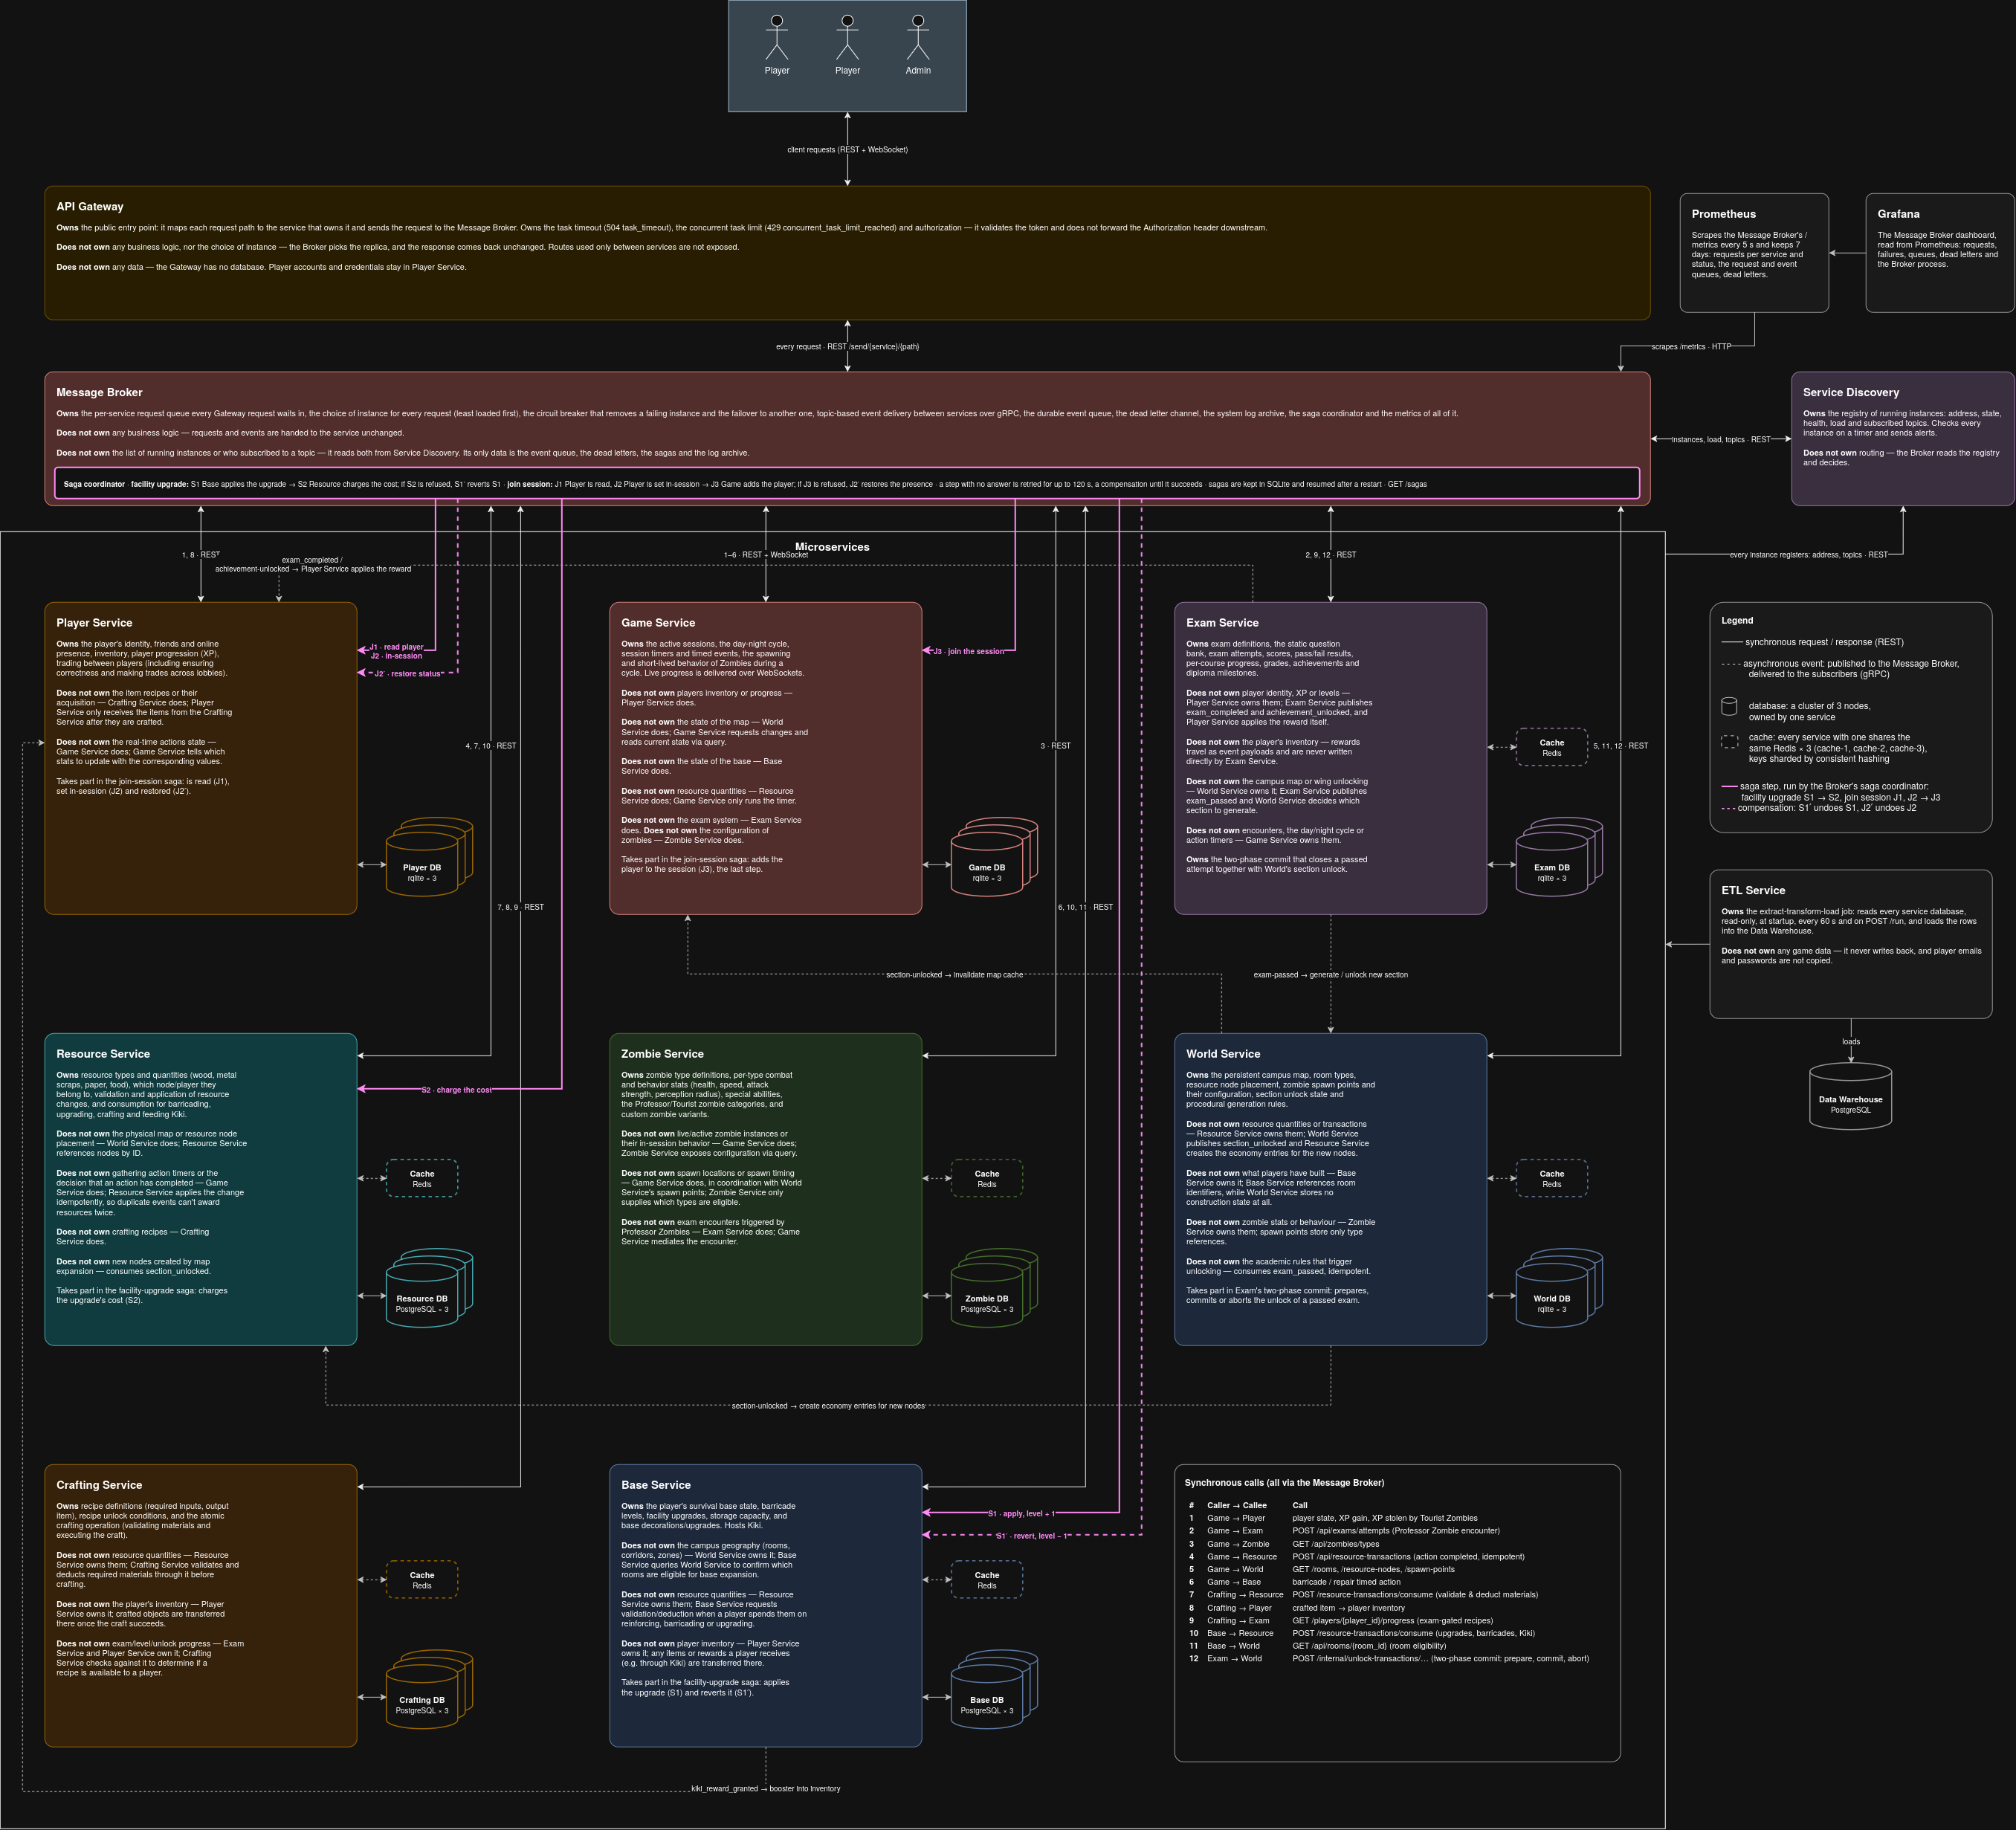 Player
Player
Admin
client requests (REST + WebSocket)
API Gateway
Owns the public entry point: it maps each request path to the service that owns it and sends the request to the Message Broker. Owns the task timeout (504 task_timeout), the concurrent task limit (429 concurrent_task_limit_reached) and authorization — it validates the token and does not forward the Authorization header downstream.
Does not own any business logic, nor the choice of instance — the Broker picks the replica, and the response comes back unchanged. Routes used only between services are not exposed.
Does not own any data — the Gateway has no database. Player accounts and credentials stay in Player Service.
Prometheus
Scrapes the Message Broker's /
metrics every 5 s and keeps 7
days: requests per service and
status, the request and event
queues, dead letters.
Grafana
The Message Broker dashboard,
read from Prometheus: requests,
failures, queues, dead letters and
the Broker process.
every request · REST /send/{service}/{path}
scrapes /metrics · HTTP
Message Broker
Owns the per-service request queue every Gateway request waits in, the choice of instance for every request (least loaded first), the circuit breaker that removes a failing instance and the failover to another one, topic-based event delivery between services over gRPC, the durable event queue, the dead letter channel, the system log archive, the saga coordinator and the metrics of all of it.
Does not own any business logic — requests and events are handed to the service unchanged.
Does not own the list of running instances or who subscribed to a topic — it reads both from Service Discovery. Its only data is the event queue, the dead letters, the sagas and the log archive.
Saga coordinator · facility upgrade: S1 Base applies the upgrade → S2 Resource charges the cost; if S2 is refused, S1′ reverts S1 · join session: J1 Player is read, J2 Player is set in-session → J3 Game adds the player; if J3 is refused, J2′ restores the presence · a step with no answer is retried for up to 120 s, a compensation until it succeeds · sagas are kept in SQLite and resumed after a restart · GET /sagas
instances, load, topics · REST
Service Discovery
Owns the registry of running instances: address, state,
health, load and subscribed topics. Checks every
instance on a timer and sends alerts.
Does not own routing — the Broker reads the registry
and decides.
Microservices
1, 8 · REST
exam_completed /
achievement-unlocked → Player Service applies the reward
1–6 · REST + WebSocket
2, 9, 12 · REST
every instance registers: address, topics · REST
Player Service
Owns the player's identity, friends and online
presence, inventory, player progression (XP),
trading between players (including ensuring
correctness and making trades across lobbies).
Does not own the item recipes or their
acquisition — Crafting Service does; Player
Service only receives the items from the Crafting
Service after they are crafted.
Does not own the real-time actions state —
Game Service does; Game Service tells which
stats to update with the corresponding values.
Takes part in the join-session saga: is read (J1),
set in-session (J2) and restored (J2′).
J1 · read player
J2 · in-session
J2′ · restore status
Player DB
rqlite × 3
4, 7, 10 · REST
7, 8, 9 · REST
Game Service
Owns the active sessions, the day-night cycle,
session timers and timed events, the spawning
and short-lived behavior of Zombies during a
cycle. Live progress is delivered over WebSockets.
Does not own players inventory or progress —
Player Service does.
Does not own the state of the map — World
Service does; Game Service requests changes and
reads current state via query.
Does not own the state of the base — Base
Service does.
Does not own resource quantities — Resource
Service does; Game Service only runs the timer.
Does not own the exam system — Exam Service
does. Does not own the configuration of
zombies — Zombie Service does.
Takes part in the join-session saga: adds the
player to the session (J3), the last step.
J3 · join the session
Game DB
rqlite × 3
3 · REST
6, 10, 11 · REST
Exam Service
Owns exam definitions, the static question
bank, exam attempts, scores, pass/fail results,
per-course progress, grades, achievements and
diploma milestones.
Does not own player identity, XP or levels —
Player Service owns them; Exam Service publishes
exam_completed and achievement_unlocked, and
Player Service applies the reward itself.
Does not own the player's inventory — rewards
travel as event payloads and are never written
directly by Exam Service.
Does not own the campus map or wing unlocking
— World Service owns it; Exam Service publishes
exam_passed and World Service decides which
section to generate.
Does not own encounters, the day/night cycle or
action timers — Game Service owns them.
Owns the two-phase commit that closes a passed
attempt together with World's section unlock.
Cache
Redis
5, 11, 12 · REST
Exam DB
rqlite × 3
Legend
synchronous request / response (REST)
asynchronous event: published to the Message Broker,
delivered to the subscribers (gRPC)
database: a cluster of 3 nodes,
owned by one service
cache: every service with one shares the
same Redis × 3 (cache-1, cache-2, cache-3),
keys sharded by consistent hashing
saga step, run by the Broker's saga coordinator:
facility upgrade S1 → S2, join session J1, J2 → J3
compensation: S1′ undoes S1, J2′ undoes J2
ETL Service
Owns the extract-transform-load job: reads every service database,
read-only, at startup, every 60 s and on POST /run, and loads the rows
into the Data Warehouse.
Does not own any game data — it never writes back, and player emails
and passwords are not copied.
loads
Data Warehouse
PostgreSQL
section-unlocked → invalidate map cache
exam-passed → generate / unlock new section
Resource Service
Owns resource types and quantities (wood, metal
scraps, paper, food), which node/player they
belong to, validation and application of resource
changes, and consumption for barricading,
upgrading, crafting and feeding Kiki.
Does not own the physical map or resource node
placement — World Service does; Resource Service
references nodes by ID.
Does not own gathering action timers or the
decision that an action has completed — Game
Service does; Resource Service applies the change
idempotently, so duplicate events can't award
resources twice.
Does not own crafting recipes — Crafting
Service does.
Does not own new nodes created by map
expansion — consumes section_unlocked.
Takes part in the facility-upgrade saga: charges
the upgrade's cost (S2).
S2 · charge the cost
Cache
Redis
Resource DB
PostgreSQL × 3
Zombie Service
Owns zombie type definitions, per-type combat
and behavior stats (health, speed, attack
strength, perception radius), special abilities,
the Professor/Tourist zombie categories, and
custom zombie variants.
Does not own live/active zombie instances or
their in-session behavior — Game Service does;
Zombie Service exposes configuration via query.
Does not own spawn locations or spawn timing
— Game Service does, in coordination with World
Service's spawn points; Zombie Service only
supplies which types are eligible.
Does not own exam encounters triggered by
Professor Zombies — Exam Service does; Game
Service mediates the encounter.
Cache
Redis
Zombie DB
PostgreSQL × 3
World Service
Owns the persistent campus map, room types,
resource node placement, zombie spawn points and
their configuration, section unlock state and
procedural generation rules.
Does not own resource quantities or transactions
— Resource Service owns them; World Service
publishes section_unlocked and Resource Service
creates the economy entries for the new nodes.
Does not own what players have built — Base
Service owns it; Base Service references room
identifiers, while World Service stores no
construction state at all.
Does not own zombie stats or behaviour — Zombie
Service owns them; spawn points store only type
references.
Does not own the academic rules that trigger
unlocking — consumes exam_passed, idempotent.
Takes part in Exam's two-phase commit: prepares,
commits or aborts the unlock of a passed exam.
Cache
Redis
World DB
rqlite × 3
section-unlocked → create economy entries for new nodes
Crafting Service
Owns recipe definitions (required inputs, output
item), recipe unlock conditions, and the atomic
crafting operation (validating materials and
executing the craft).
Does not own resource quantities — Resource
Service owns them; Crafting Service validates and
deducts required materials through it before
crafting.
Does not own the player's inventory — Player
Service owns it; crafted objects are transferred
there once the craft succeeds.
Does not own exam/level/unlock progress — Exam
Service and Player Service own it; Crafting
Service checks against it to determine if a
recipe is available to a player.
Cache
Redis
Crafting DB
PostgreSQL × 3
Base Service
Owns the player's survival base state, barricade
levels, facility upgrades, storage capacity, and
base decorations/upgrades. Hosts Kiki.
Does not own the campus geography (rooms,
corridors, zones) — World Service owns it; Base
Service queries World Service to confirm which
rooms are eligible for base expansion.
Does not own resource quantities — Resource
Service owns them; Base Service requests
validation/deduction when a player spends them on
reinforcing, barricading or upgrading.
Does not own player inventory — Player Service
owns it; any items or rewards a player receives
(e.g. through Kiki) are transferred there.
Takes part in the facility-upgrade saga: applies
the upgrade (S1) and reverts it (S1′).
S1 · apply, level + 1
S1′ · revert, level − 1
Cache
Redis
Base DB
PostgreSQL × 3
Synchronous calls (all via the Message Broker)
# Caller → Callee Call
1 Game → Player player state, XP gain, XP stolen by Tourist Zombies
2 Game → Exam POST /api/exams/attempts (Professor Zombie encounter)
3 Game → Zombie GET /api/zombies/types
4 Game → Resource POST /api/resource-transactions (action completed, idempotent)
5 Game → World GET /rooms, /resource-nodes, /spawn-points
6 Game → Base barricade / repair timed action
7 Crafting → Resource POST /resource-transactions/consume (validate & deduct materials)
8 Crafting → Player crafted item → player inventory
9 Crafting → Exam GET /players/{player_id}/progress (exam-gated recipes)
10 Base → Resource POST /resource-transactions/consume (upgrades, barricades, Kiki)
11 Base → World GET /api/rooms/{room_id} (room eligibility)
12 Exam → World POST /internal/unlock-transactions/… (two-phase commit: prepare, commit, abort)
kiki_reward_granted → booster into inventory